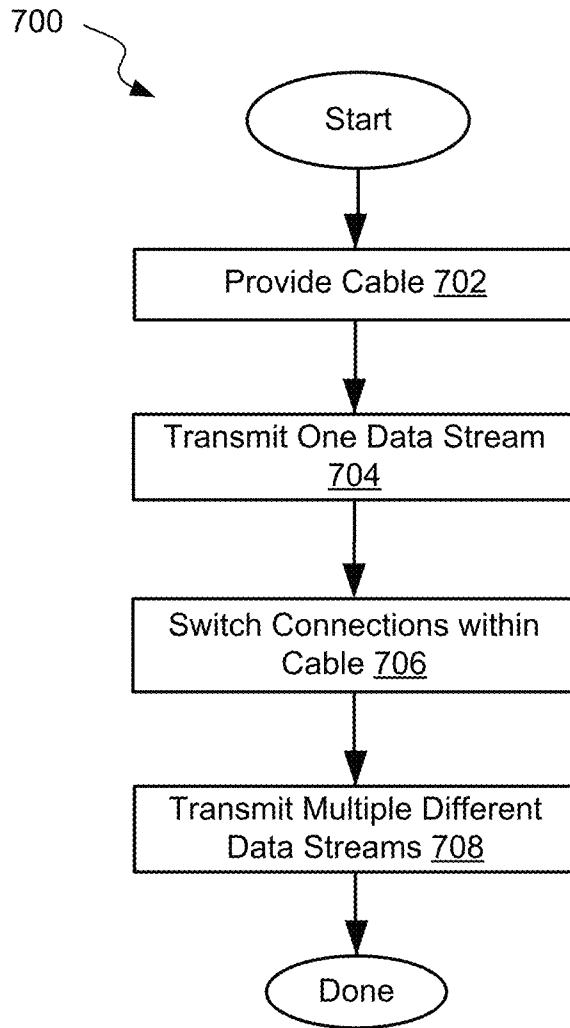 700
Start
Provide Cable 702
Transmit One Data Stream
704
Switch Connections within
Cable 706
Transmit Multiple Different
Data Streams 708
Done